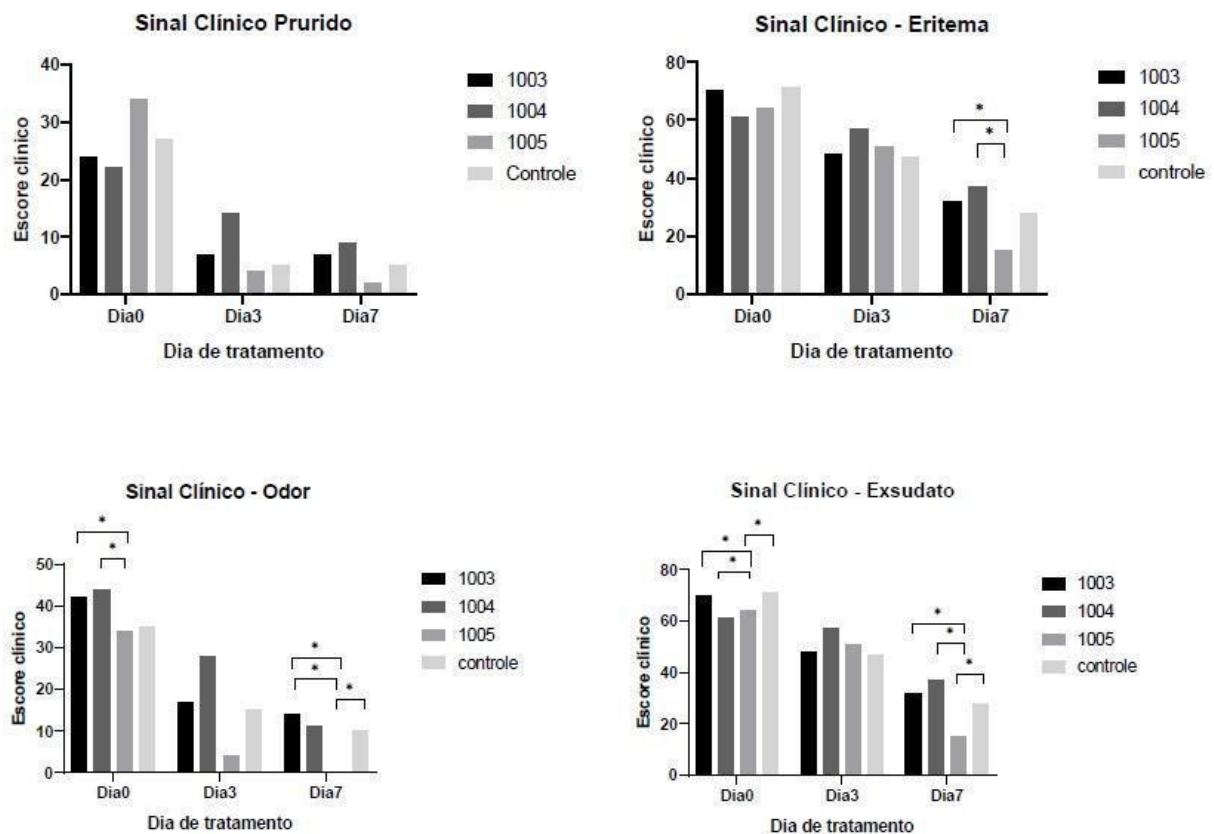 Sinal Clínico Prurido
40
30
20
10
0
Escore clínico
Dia0 Dia3 Dia7
Dia de tratamento
1003
1004
1005
Controle
Sinal Clínico - Eritema
80
60
40
20
0
Escore clínico
* 
*
Dia0 Dia3 Dia7
Dia de tratamento
1003
1004
1005
controle
Sinal Clínico - Odor
*
*
50
40
30
20
10
0
Escore clínico
*
*
*
Dia0 Dia3 Dia7
Dia de tratamento
1003
1004
1005
controle
Sinal Clínico - Exsudato
*
*
*
80
60
40
20
0
Escore clínico
*
*
*
Dia0 Dia3 Dia7
Dia de tratamento
1003
1004
1005
controle